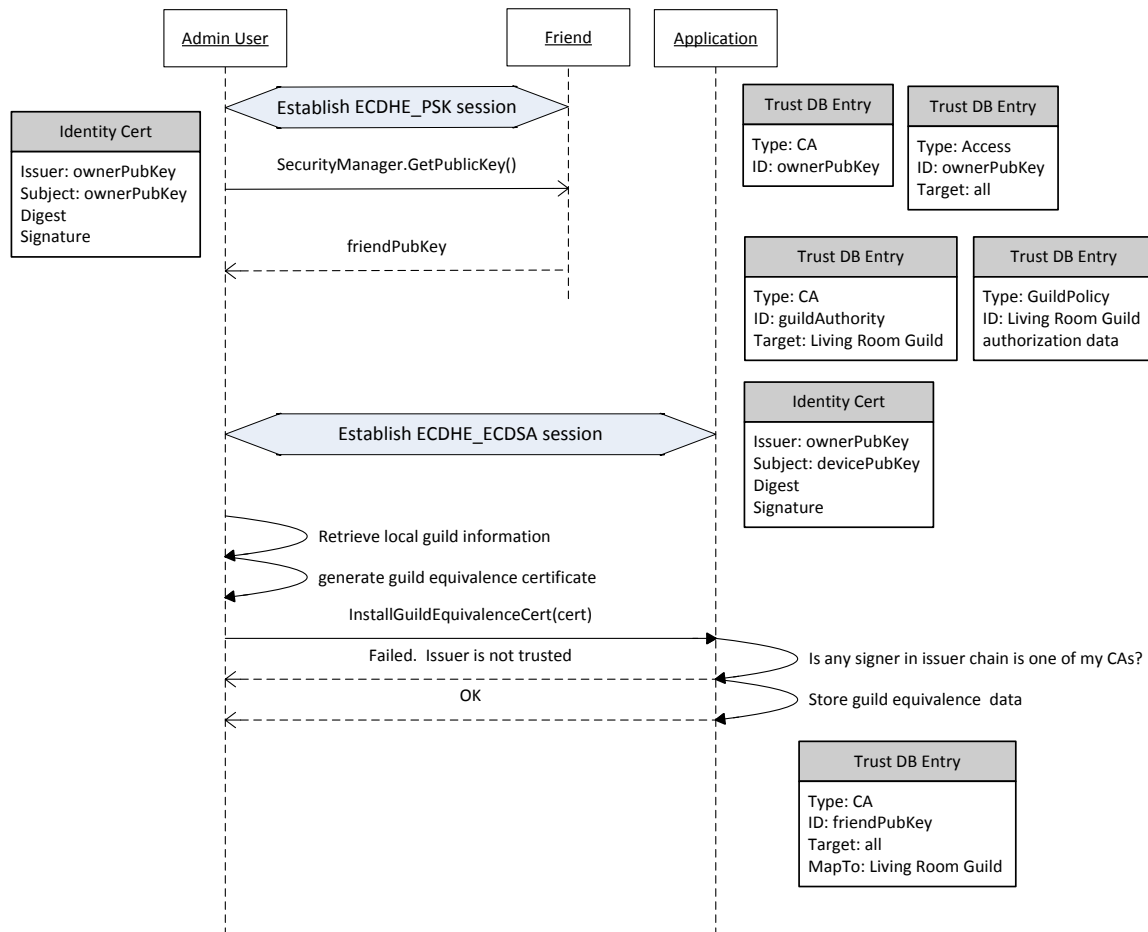 Admin User
Friend
Application
Establish ECDHE_PSK session
Identity Cert
Issuer: ownerPubKey
Subject: ownerPubKey
Digest
Signature
Trust DB Entry
Type: CA
ID: ownerPubKey
Trust DB Entry
Type: Access
ID: ownerPubKey
Target: all
SecurityManager.GetPublicKey()
friendPubKey
Trust DB Entry
Type: CA
ID: guildAuthority
Target: Living Room Guild
Trust DB Entry
Type: GuildPolicy
ID: Living Room Guild
authorization data
Establish ECDHE_ECDSA session
Identity Cert
Issuer: ownerPubKey
Subject: devicePubKey
Digest
Signature
Retrieve local guild information
generate guild equivalence certificate
InstallGuildEquivalenceCert(cert)
Failed.  Issuer is not trusted
Is any signer in issuer chain is one of my CAs?
OK
Store guild equivalence  data
Trust DB Entry
Type: CA
ID: friendPubKey
Target: all
MapTo: Living Room Guild